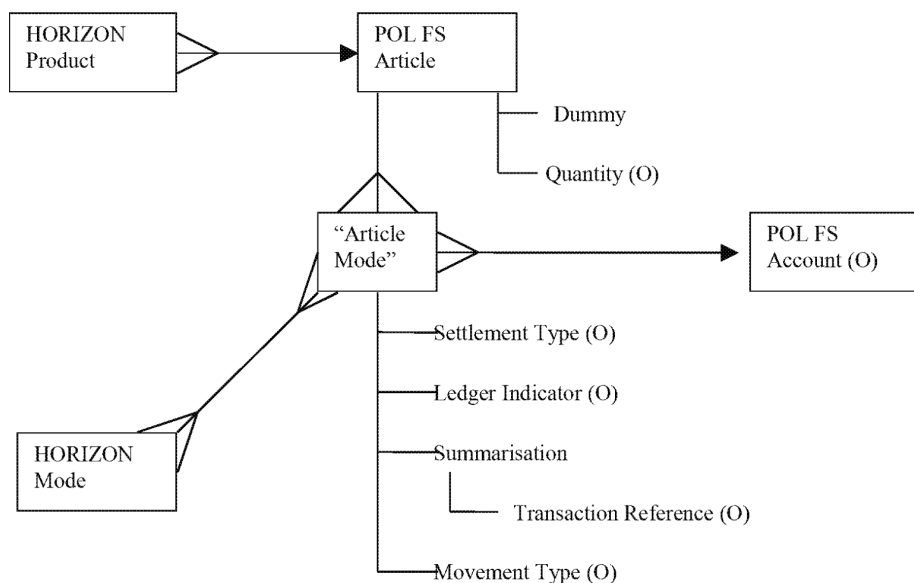 HORIZON
Product
POL FS
Article
Dummy
Quantity (O)
“Article
Mode”
POL FS
Account (O)
Settlement Type (O)
Ledger Indicator (O)
HORIZON
Mode
Summarisation
Transaction Reference (O)
Movement Type (O)